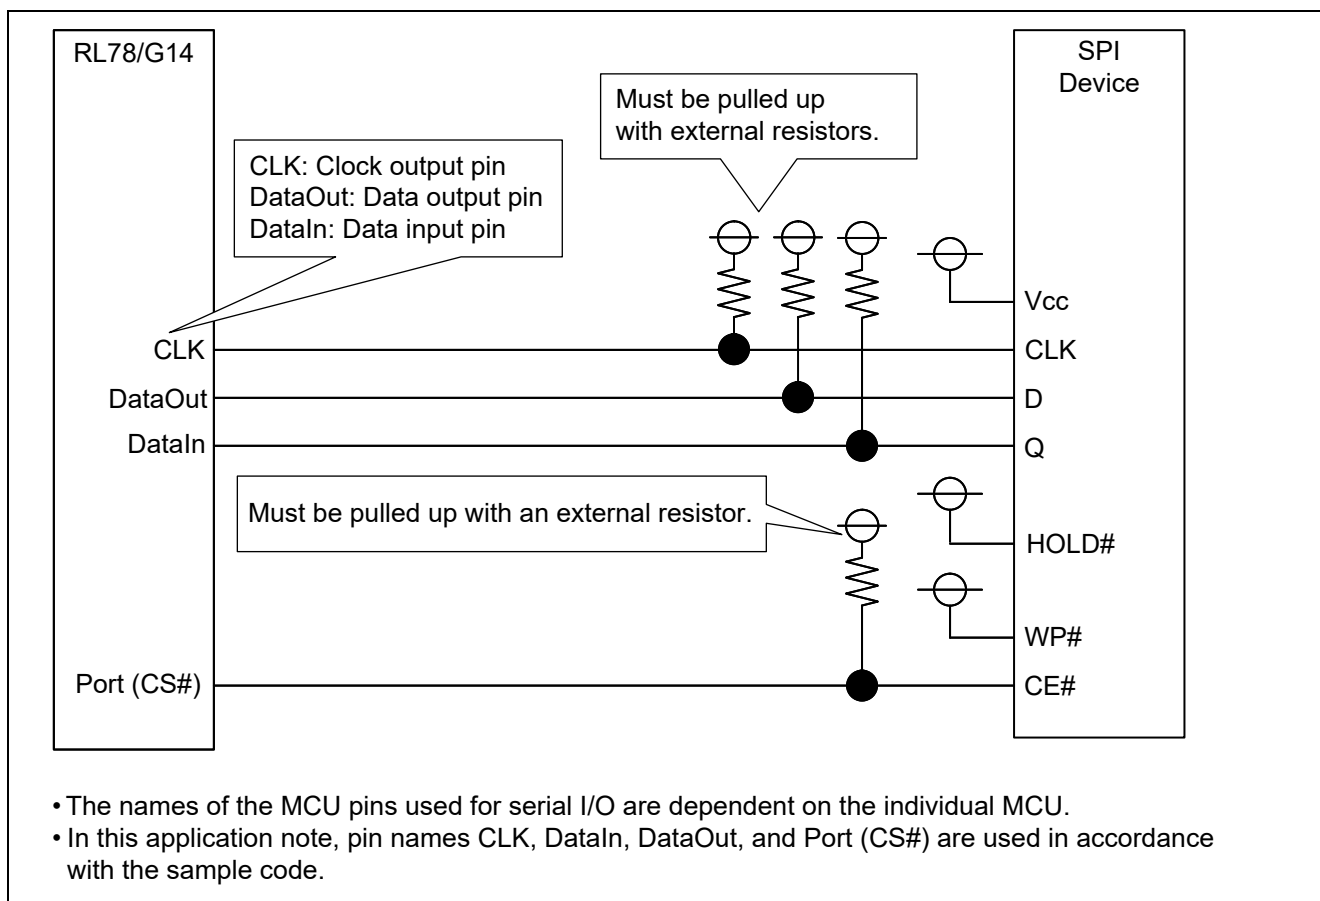 RL78/G14
SPI
Device
Must be pulled up
with external resistors.
CLK: Clock output pin
DataOut: Data output pin
DataIn: Data input pin
Vcc
CLK
CLK
DataOut
D
DataIn
Q
Must be pulled up with an external resistor.
HOLD#
WP#
Port (CS#)
CE#
• The names of the MCU pins used for serial I/O are dependent on the individual MCU.
• In this application note, pin names CLK, DataIn, DataOut, and Port (CS#) are used in accordance
with the sample code.